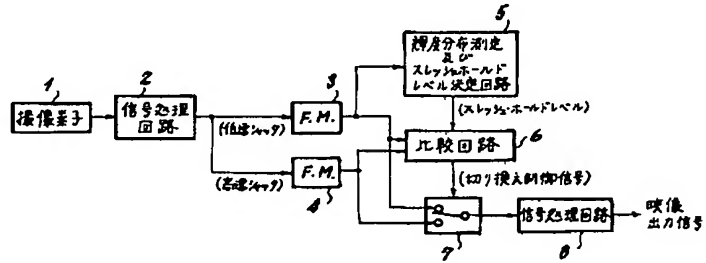 5
輝度分布測定
及び
スレッシュホールド
レベル決定回路
1
撮像素子
2
信号処理
回路
3
F.M.
(低速シャッタ)
(スレッシュホールドレベル)
比較回路
6
(高速シャッタ)
F.M.
4
(切り換え制御信号)
7
信号処理回路
8
映像
出力信号